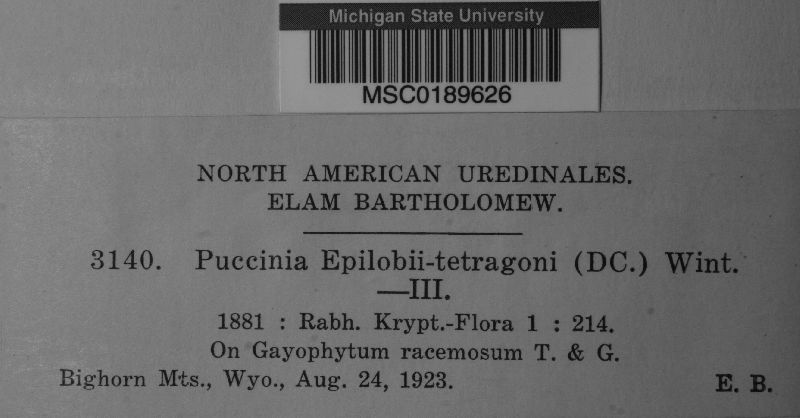 Michigan State University
MSC0189626
NORTH AMERICAN UREDINALES.
ELAM BARTHOLOMEW.
3140. Puccinia Epilobii-tetragoni (DC.) Wint.
—III.
1881 : Rabh. Krypt.-Flora 1 : 214.
On Gayophytum racemosum T. & G.
Bighorn Mts., Wyo., Aug. 24, 1923. E. B.